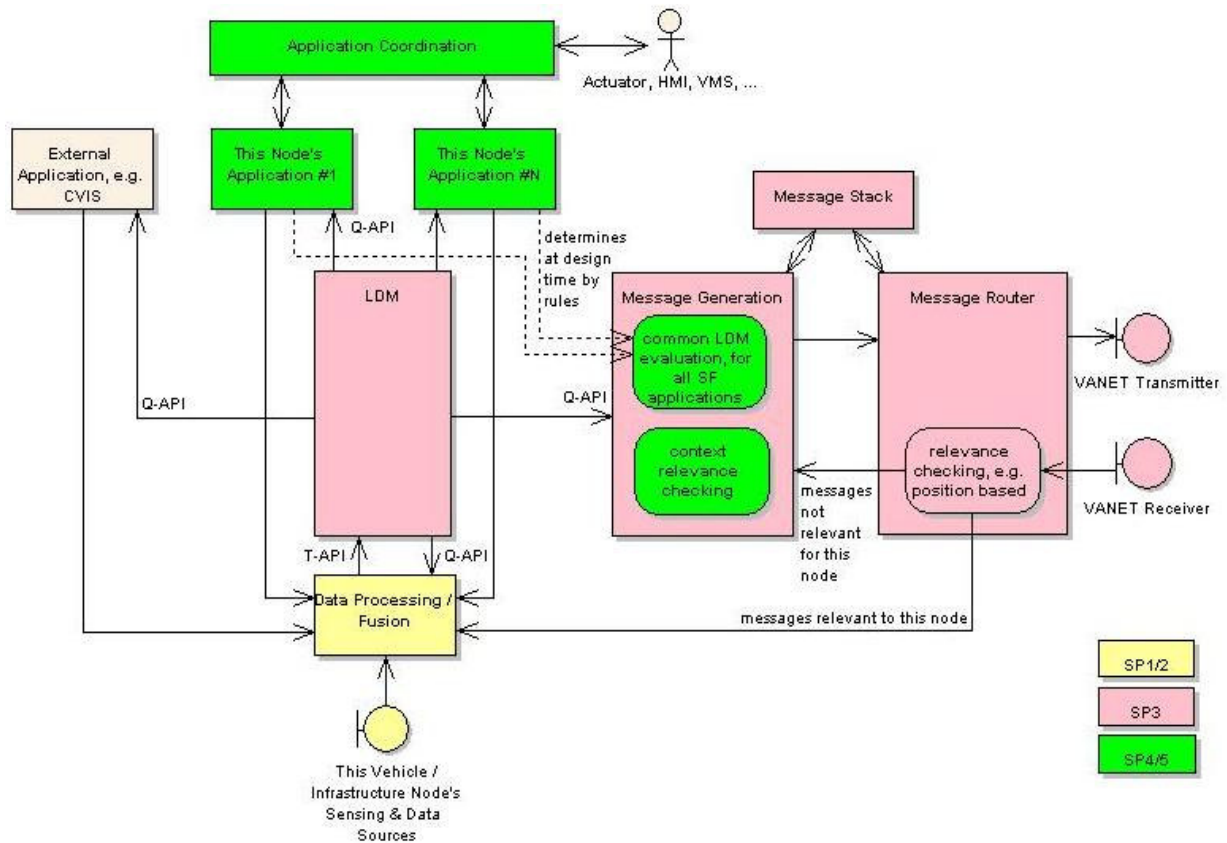 Application Coordination
Actuator, HMI, VMS, ...
External
Application, e.g.
CVIS
This Node's
Application #1
This Node's
Application #N
Message Stack
Q-API
determines
at design
time by
rules
LDM
Message Generation
Message Router
common LDM
evaluation, for
all SF
applications
VANET Transmitter
Q-API
Q-API
context
relevance
checking
relevance
checking, e.g.
position based
messages
not
relevant
for this
node
VANET Receiver
T-API
Q-API
Data Processing /
Fusion
messages relevant to this node
SP1/2
SP3
SP4/5
This Vehicle /
Infrastructure Node's
Sensing & Data
Sources